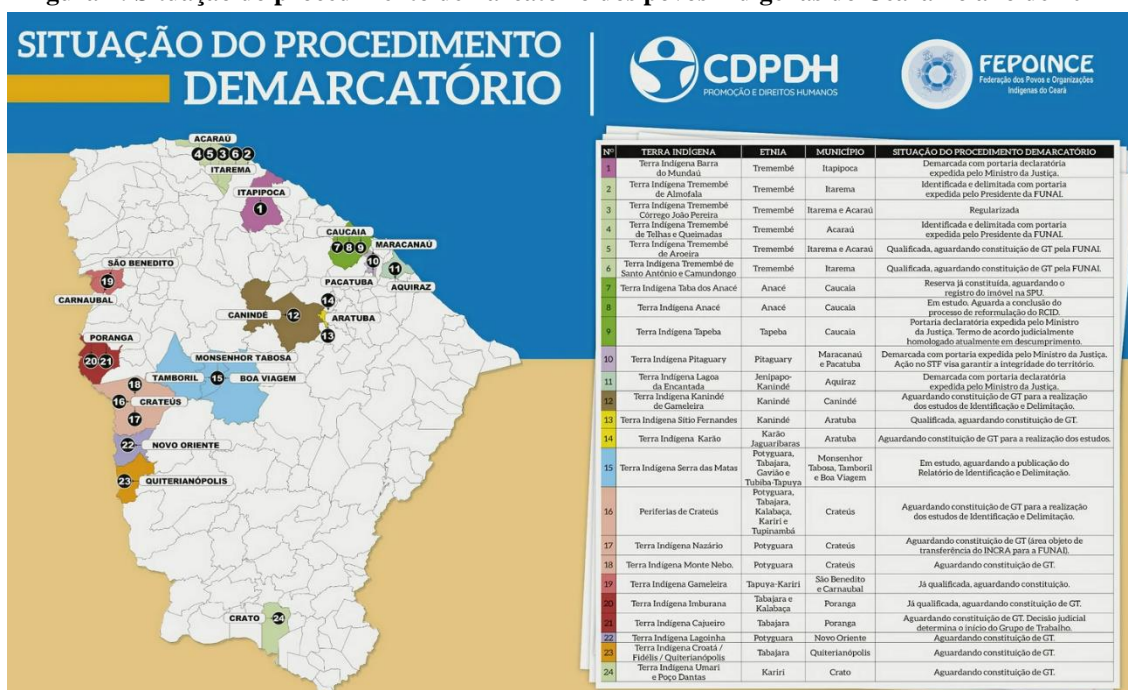 SITUAÇÃO DO PROCEDIMENTO
DEMARCATÓRIO
CDPDH
PROMOÇÃO E DIREITOS HUMANOS
FEPOINCE
Federação dos Povos e Organizações
Indígenas do Ceará
ACARAÚ
4 5 3 6 2
ITAREMA
ITAPIPOCA
1
CAUCAIA
7 8 9
MARACANAÚ
10
11
PACATUBA
AQUIRAZ
SÃO BENEDITO
19
CARNAUBAL
14
CANINDÉ
12
ARATUBA
13
PORANGA
20 21
MONSENHOR TABOSA
18
TAMBORIL
15
BOA VIAGEM
16
CRATEÚS
17
22
NOVO ORIENTE
23
QUITERIANÓPOLIS
CRATO
24
Nº TERRA INDÍGENA ETNIA MUNICÍPIO SITUAÇÃO DO PROCEDIMENTO DEMARCATÓRIO
1 Terra Indígena Barra do Mundaú Tremembé Itapipoca Demarcada com portaria declaratória expedida pelo Ministro da Justiça.
2 Terra Indígena Tremembé de Almofala Tremembé Itarema Identificada e delimitada com portaria expedida pelo Presidente da FUNAI.
3 Terra Indígena Tremembé Córrego João Pereira Tremembé Itarema e Acaraú Regularizada
4 Terra Indígena Tremembé de Telhas e Queimadas Tremembé Acaraú Identificada e delimitada com portaria expedida pelo Presidente da FUNAI.
5 Terra Indígena Tremembé de Aroeira Tremembé Itarema e Acaraú Qualificada, aguardando constituição de GT pela FUNAI.
6 Terra Indígena Tremembé de Santo Antônio e Camundongo Tremembé Itarema Qualificada, aguardando constituição de GT pela FUNAI.
7 Terra Indígena Taba dos Anacé Anacé Caucaia Reserva já constituída, aguardando o registro do imóvel na SPU.
8 Terra Indígena Anacé Anacé Caucaia Em estudo. Aguarda a conclusão do processo de reformulação do RCID.
9 Terra Indígena Tapeba Tapeba Caucaia Portaria declaratória expedida pelo Ministro da Justiça. Termo de acordo judicialmente homologado atualmente em descumprimento.
10 Terra Indígena Pitaguary Pitaguary Maracanaú e Pacatuba Demarcada com portaria expedida pelo Ministro da Justiça. Ação no STF visa garantir a integridade do território.
11 Terra Indígena Lagoa da Encantada Jenipapo-Kanindé Aquiraz Demarcada com portaria declaratória expedida pelo Ministro da Justiça.
12 Terra Indígena Kanindé de Gameleira Kanindé Canindé Aguardando constituição de GT para a realização dos estudos de Identificação e Delimitação.
13 Terra Indígena Sítio Fernandes Kanindé Aratuba Qualificada, aguardando constituição de GT.
14 Terra Indígena Karão Karão Jaguaribaras Aratuba Aguardando constituição de GT para a realização dos estudos.
15 Terra Indígena Serra das Matas Potyguara, Tabajara, Gavião e Tubiba-Tapuya Monsenhor Tabosa, Tamboril e Boa Viagem Em estudo, aguardando a publicação do Relatório de Identificação e Delimitação.
16 Periferias de Crateús Potyguara, Tabajara, Kalabaça, Kariri e Tupinambá Crateús Aguardando constituição de GT para a realização dos estudos de Identificação e Delimitação.
17 Terra Indígena Nazário Potyguara Crateús Aguardando constituição de GT (área objeto de transferência do INCRA para a FUNAI).
18 Terra Indígena Monte Nebo. Potyguara Crateús Aguardando constituição de GT.
19 Terra Indígena Gameleira Tapuya-Kariri São Benedito e Carnaubal Já qualificada, aguardando constituição.
20 Terra Indígena Imburana Tabajara e Kalabaça Poranga Já qualificada, aguardando constituição de GT.
21 Terra Indígena Cajueiro Tabajara Poranga Aguardando constituição de GT. Decisão judicial determina o início do Grupo de Trabalho.
22 Terra Indígena Lagoinha Potyguara Novo Oriente Aguardando constituição de GT.
23 Terra Indígena Croatá / Fidélis / Quiterianópolis Tabajara Quiterianópolis Aguardando constituição de GT.
24 Terra Indígena Umari e Poço Dantas Kariri Crato Aguardando constituição de GT.